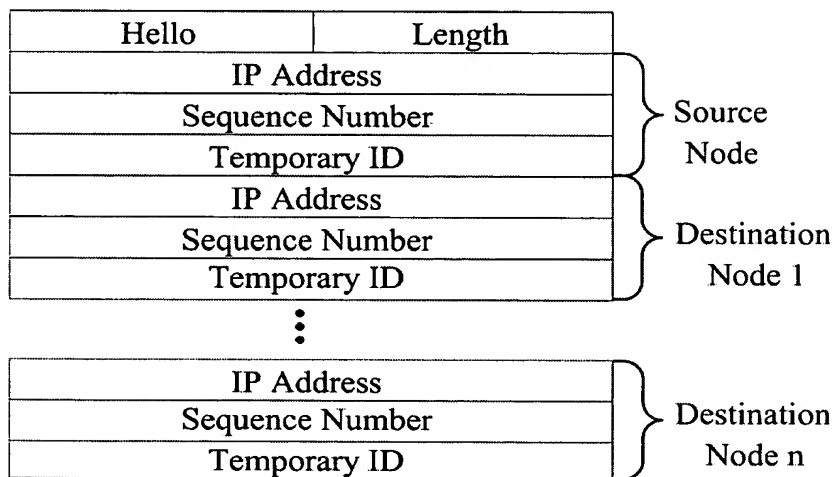 Hello Length
IP Address
Sequence Number
Temporary ID
Source
Node
IP Address
Sequence Number
Temporary ID
Destination
Node 1
IP Address
Sequence Number
Temporary ID
Destination
Node n